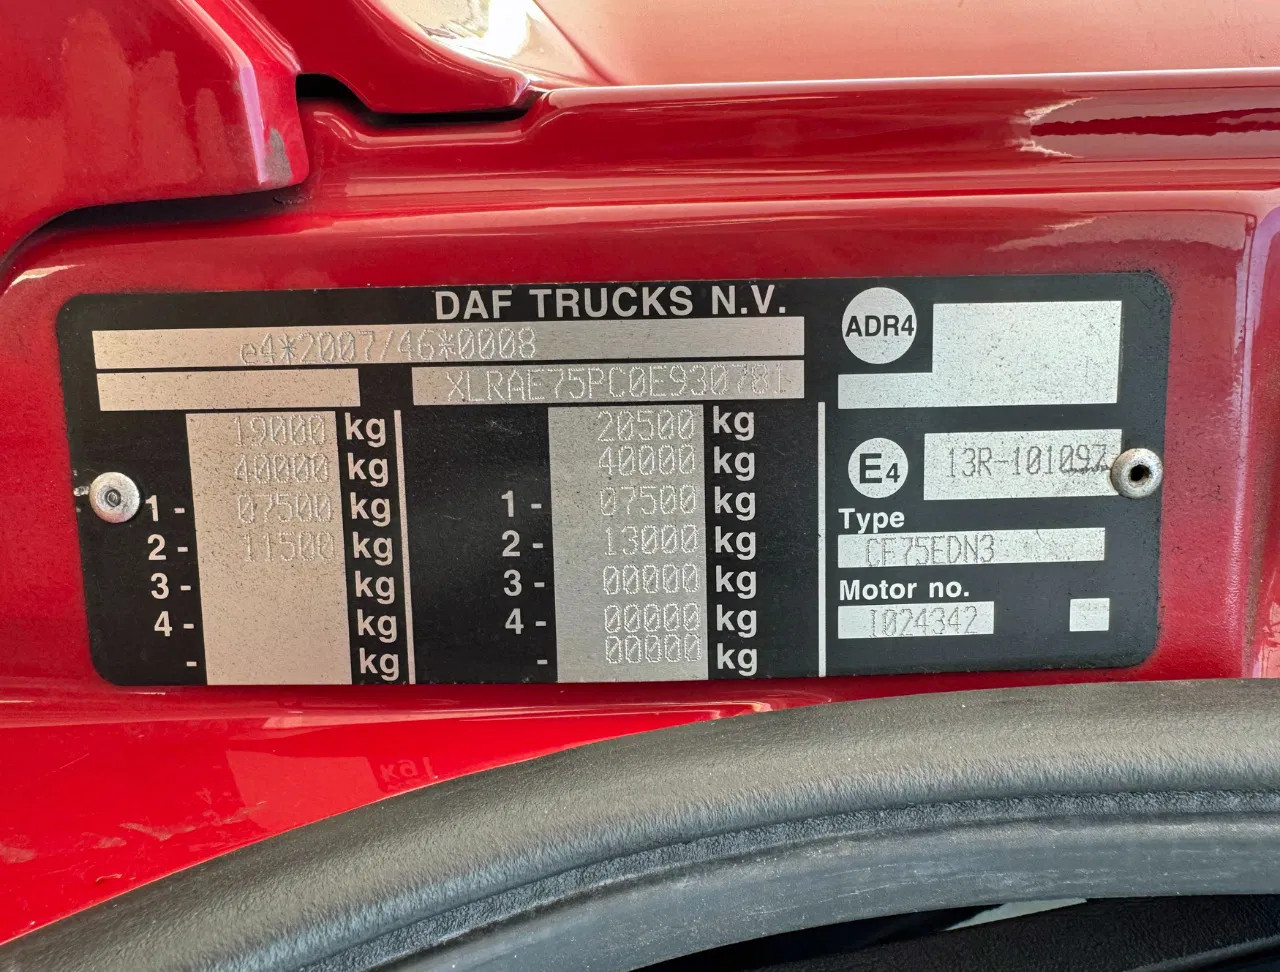 DAF TRUCKS N.V.
e4*2007/46*0008
XLRAE75PC0E930781
19000 kg 20500 kg
40000 kg 40000 kg
1 - 07500 kg 1 - 07500 kg
2 - 11500 kg 2 - 13000 kg
3 - kg 3 - 00000 kg
4 - kg 4 - 00000 kg
- kg - 00000 kg
ADR4
E4 13R-101097
Type
CF75EDN3
Motor no.
1024342